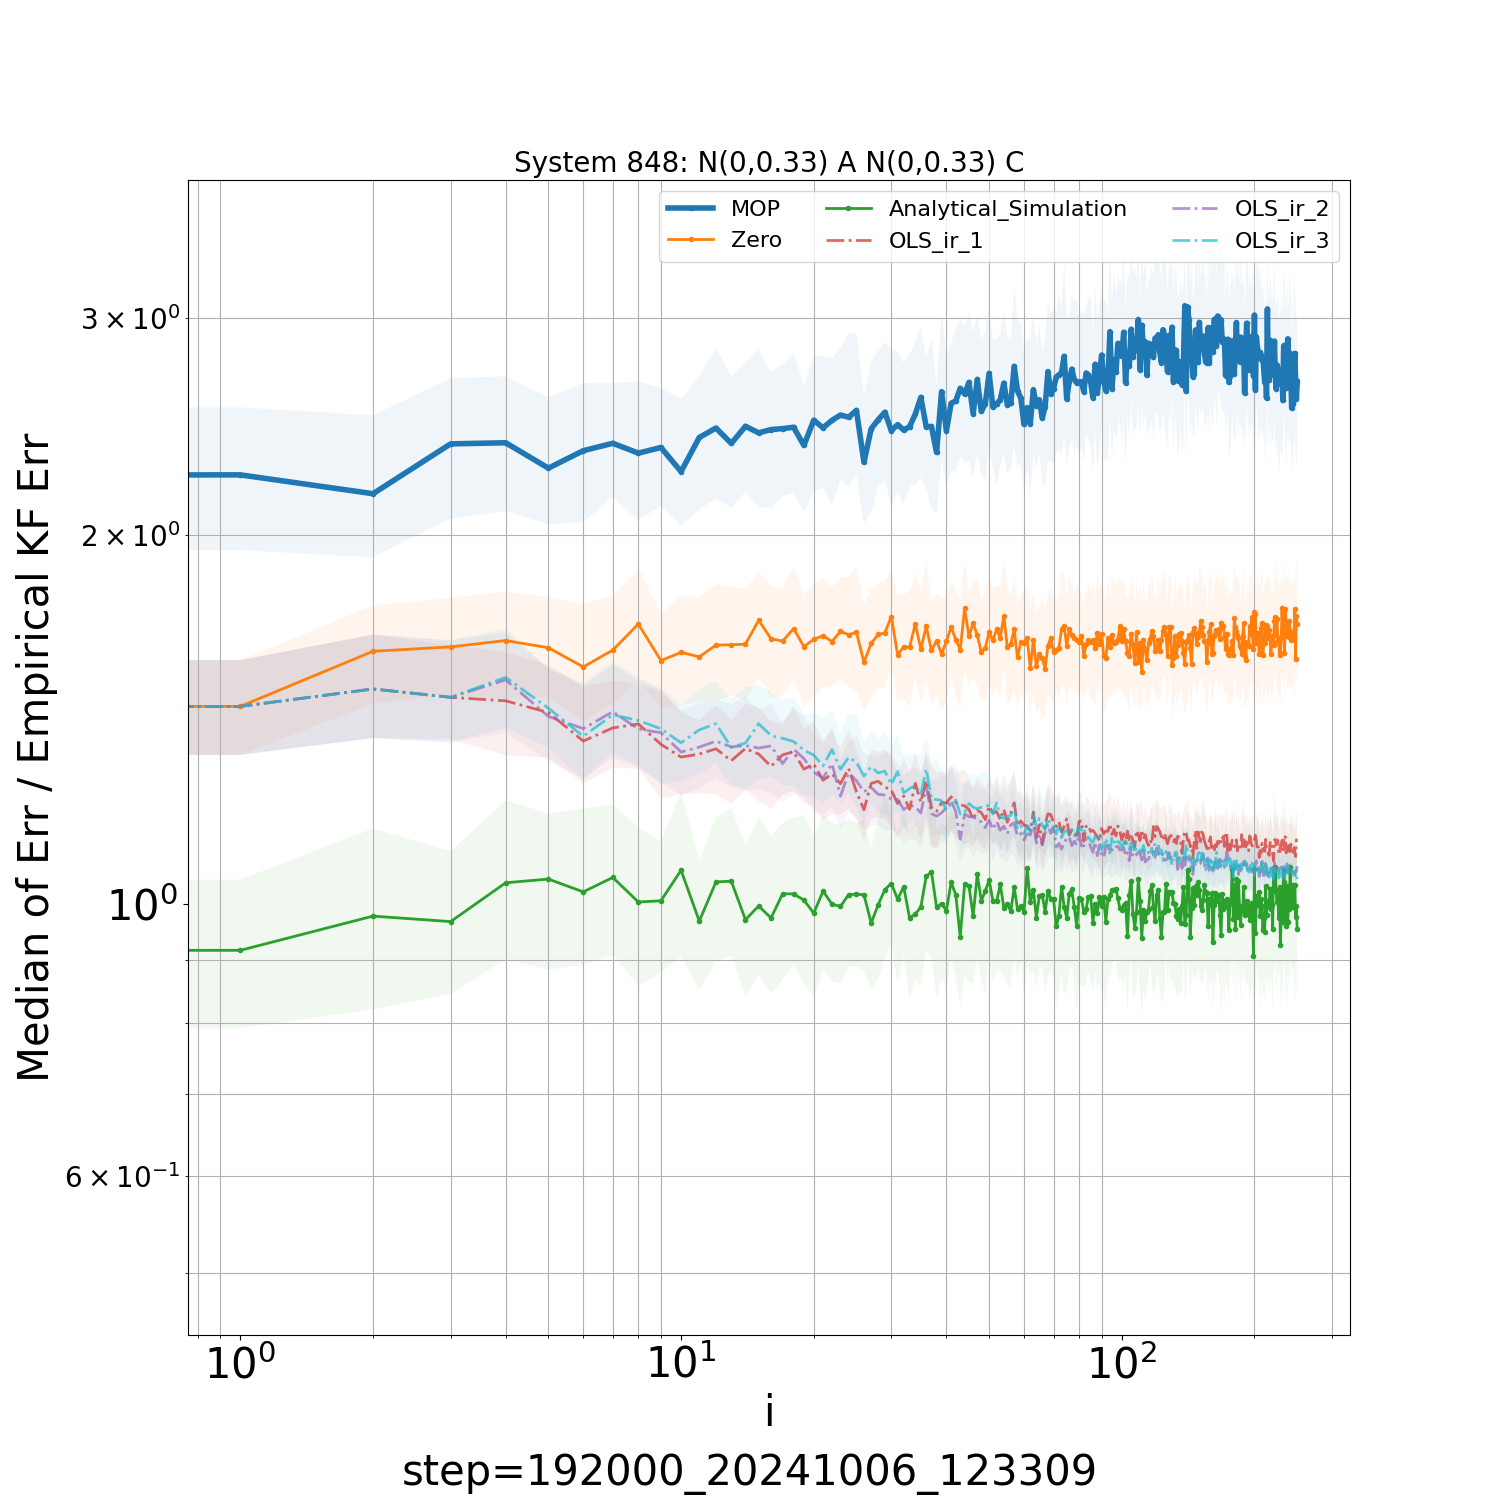 System 848: N(0,0.33) A N(0,0.33) C
MOP
Zero
Analytical_Simulation
OLS_ir_1
OLS_ir_2
OLS_ir_3
Median of Err / Empirical KF Err
3 × 10⁰
2 × 10⁰
10⁰
6 × 10⁻¹
10⁰ 10¹ 10²
i
step=192000_20241006_123309